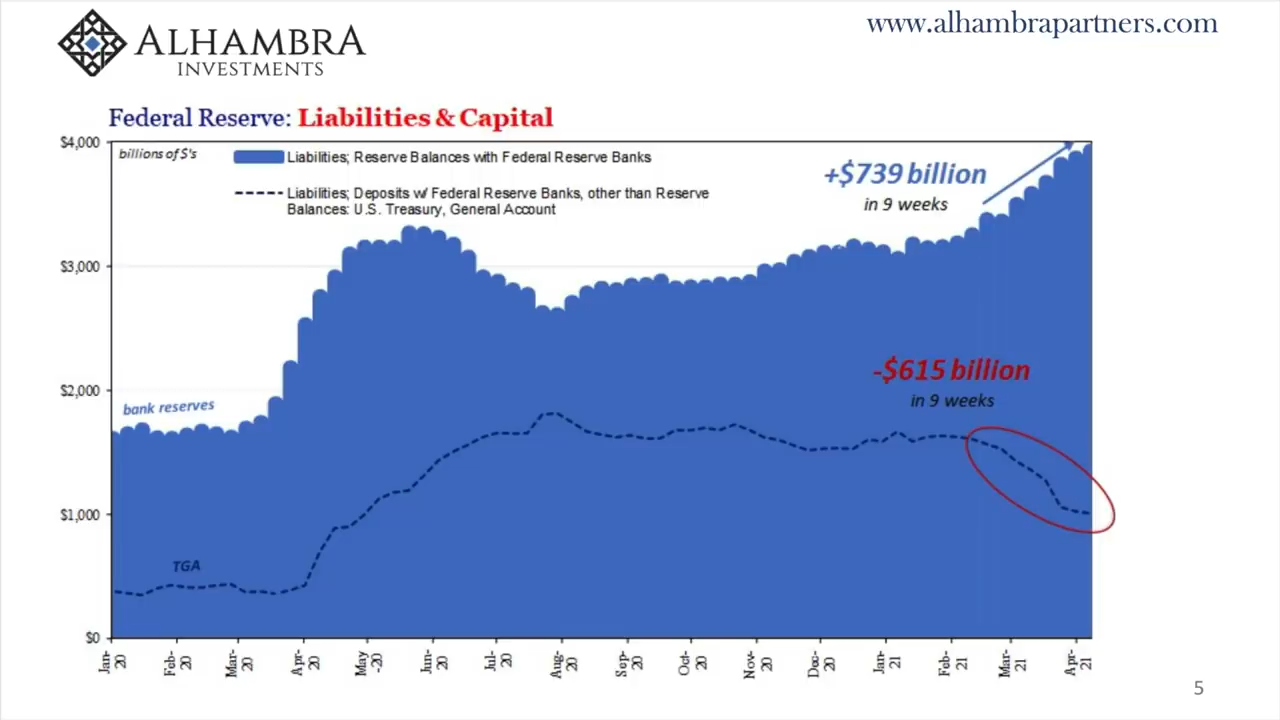 ALHAMBRA
INVESTMENTS
www.alhambrapartners.com
Federal Reserve: Liabilities & Capital
billions of $'s
Liabilities; Reserve Balances with Federal Reserve Banks
Liabilities; Deposits w/ Federal Reserve Banks, other than Reserve
Balances: U.S. Treasury, General Account
+$739 billion
in 9 weeks
-$615 billion
in 9 weeks
bank reserves
TGA
$4,000
$3,000
$2,000
$1,000
$0
Jan-
20
Feb-
20
Mar-
20
Apr-
20
May
-20
Jun-
20
Jul-
20
Aug-
20
Sep-
20
Oct-
20
Nov-
20
Dec-
20
Jan-
21
Feb-
21
Mar-
21
Apr-
21
5